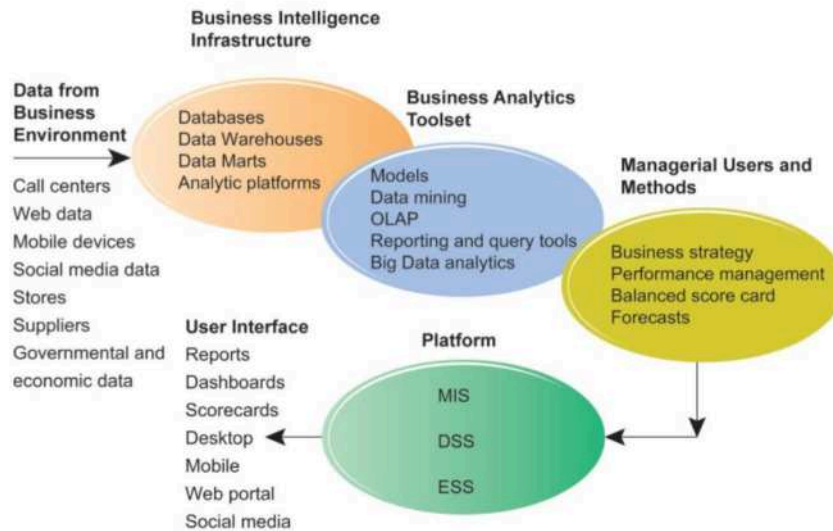 Business Intelligence
Infrastructure
Data from
Business
Environment
Call centers
Web data
Mobile devices
Social media data
Stores
Suppliers
Governmental and
economic data
Databases
Data Warehouses
Data Marts
Analytic platforms
Business Analytics
Toolset
Models
Data mining
OLAP
Reporting and query tools
Big Data analytics
Managerial Users and
Methods
Business strategy
Performance management
Balanced score card
Forecasts
Platform
MIS
DSS
ESS
User Interface
Reports
Dashboards
Scorecards
Desktop
Mobile
Web portal
Social media